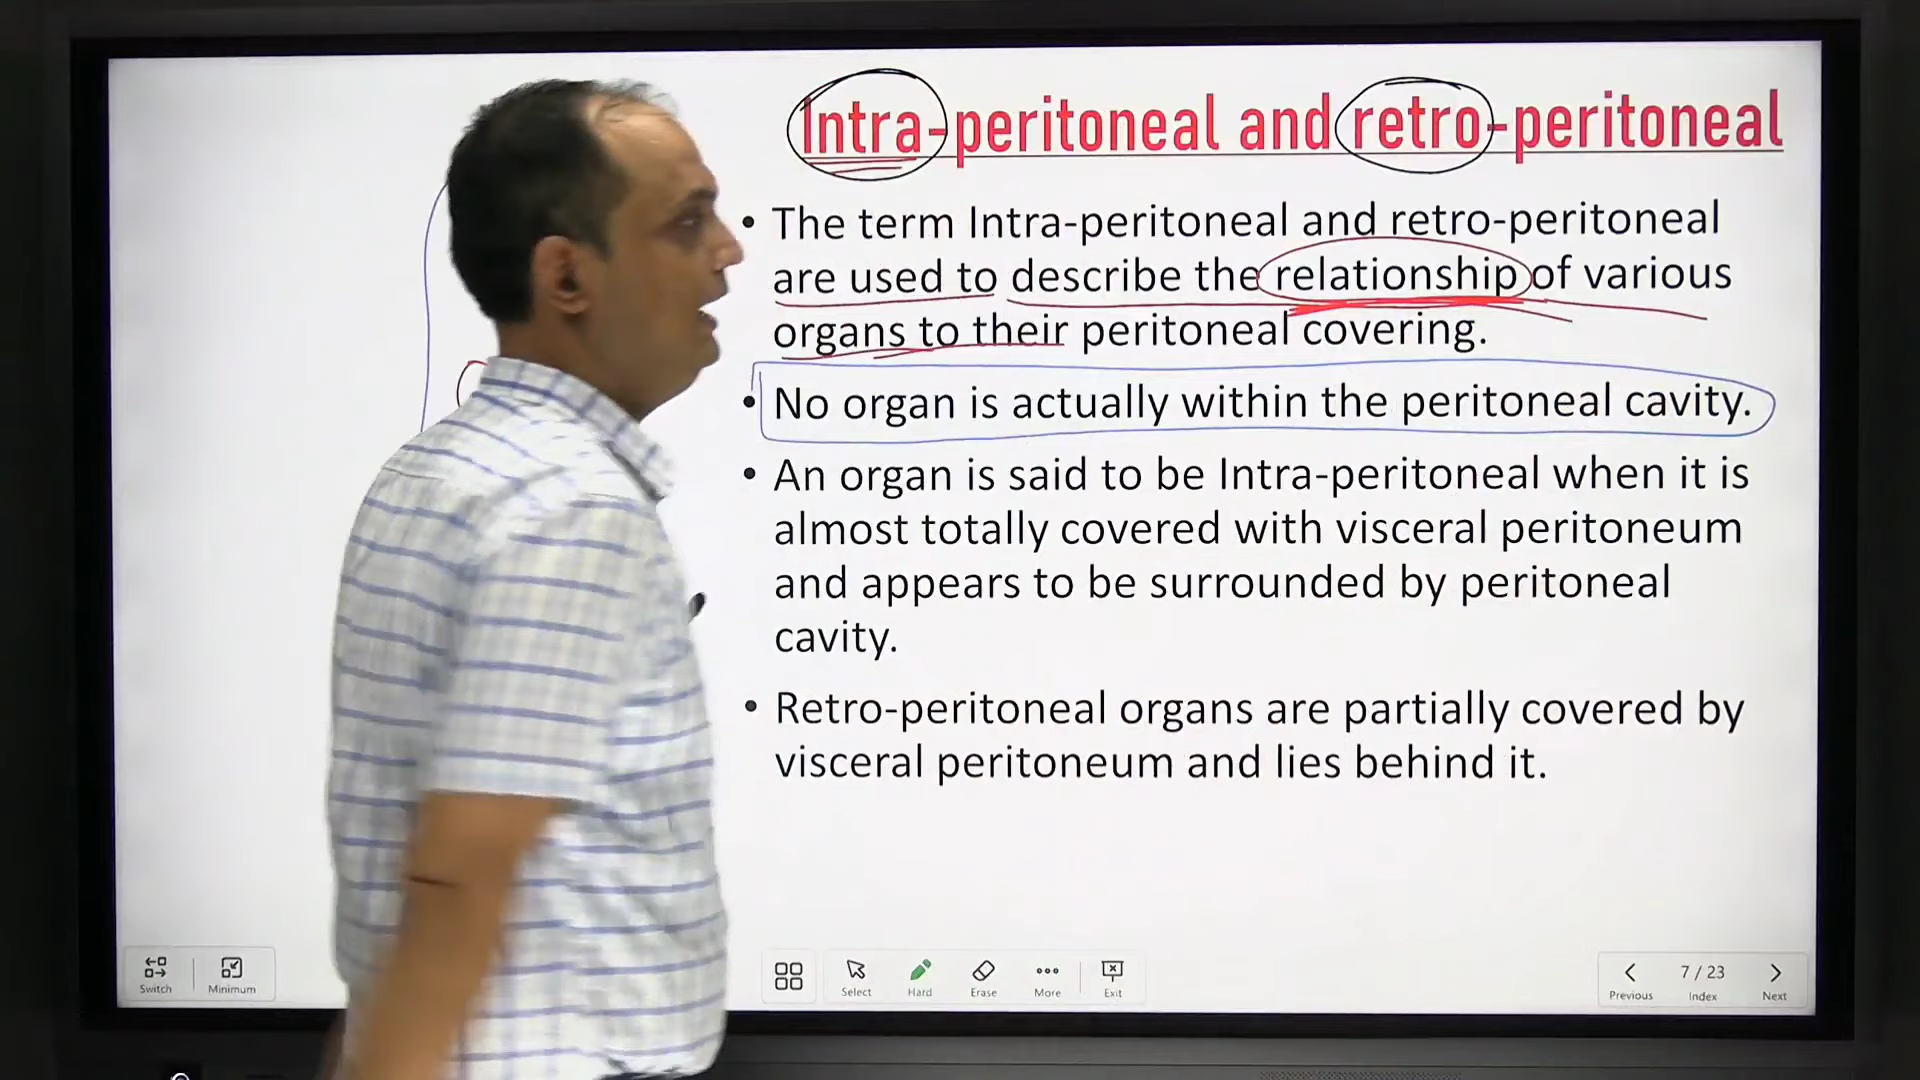 Intra-peritoneal and retro-peritoneal
• The term Intra-peritoneal and retro-peritoneal
are used to describe the relationship of various
organs to their peritoneal covering.
• No organ is actually within the peritoneal cavity.
• An organ is said to be Intra-peritoneal when it is
almost totally covered with visceral peritoneum
and appears to be surrounded by peritoneal
cavity.
• Retro-peritoneal organs are partially covered by
visceral peritoneum and lies behind it.
Switch Minimum Select Hard Erase More Exit
7 / 23
Previous Index Next